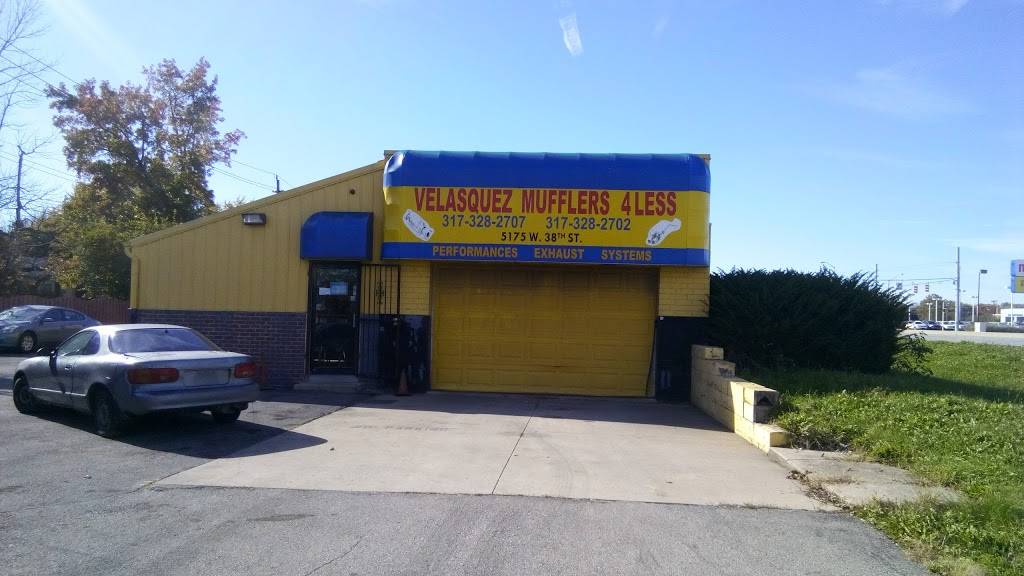 VELASQUEZ MUFFLERS 4 LESS
317-328-2707 317-328-2702
5175 W. 38TH ST.
PERFORMANCES EXHAUST SYSTEMS